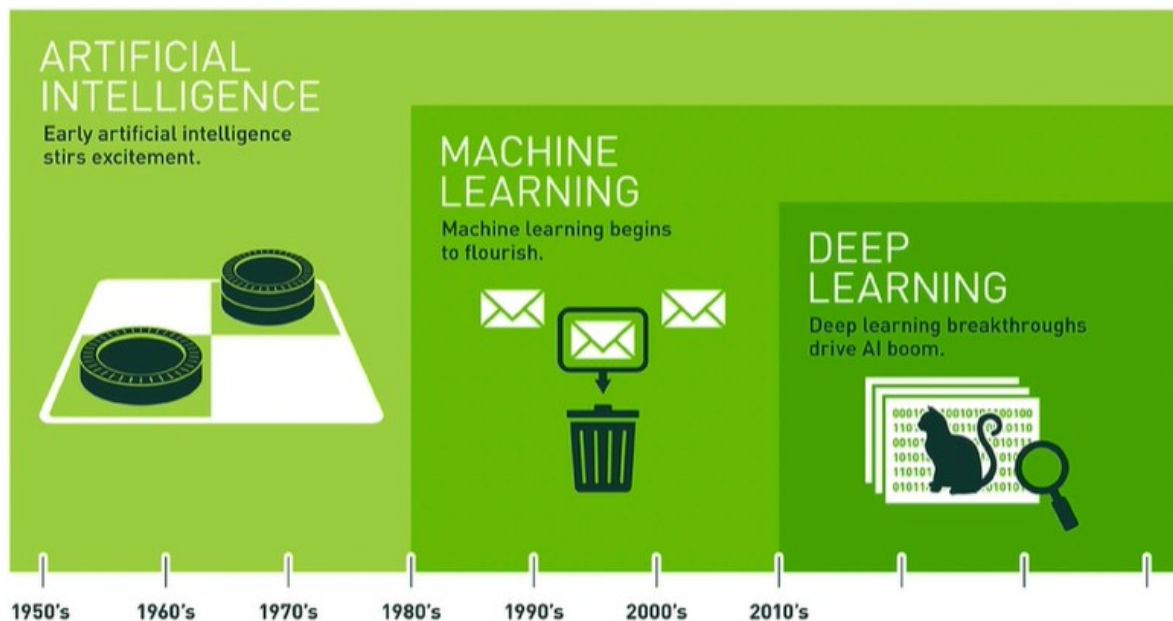 ARTIFICIAL
INTELLIGENCE
Early artificial intelligence
stirs excitement.
MACHINE
LEARNING
Machine learning begins
to flourish.
DEEP
LEARNING
Deep learning breakthroughs
drive AI boom.
1950's 1960's 1970's 1980's 1990's 2000's 2010's